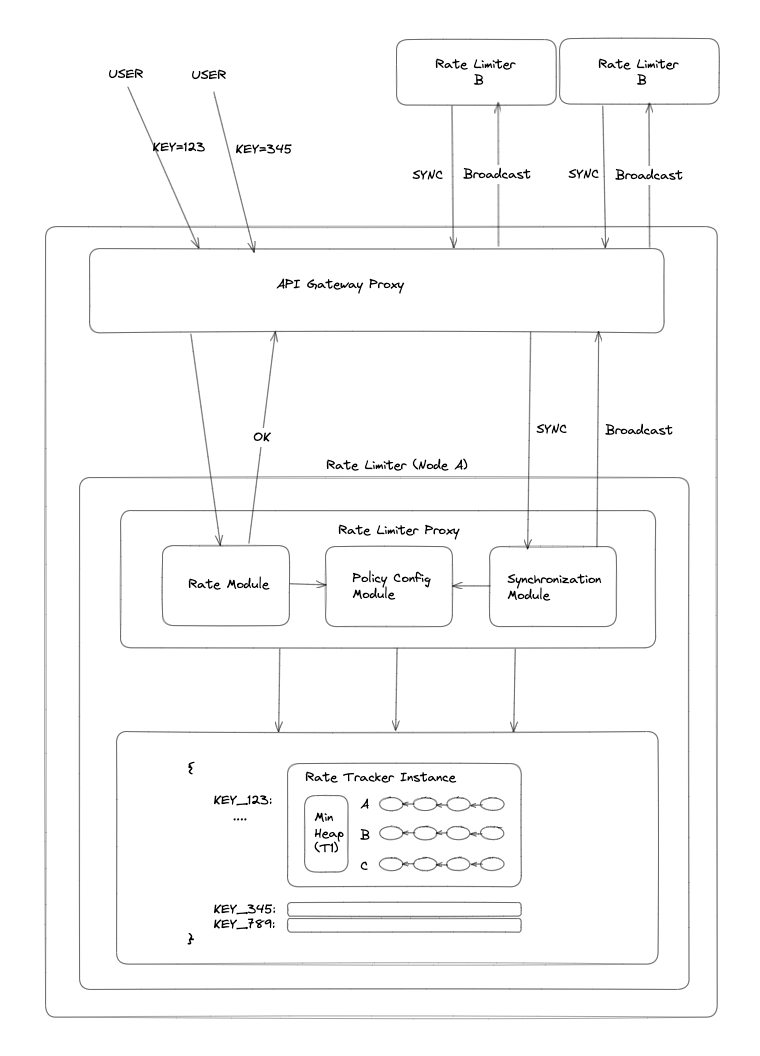 Rate Limiter
B
Rate Limiter
B
USER
USER
KEY=123
KEY=345
SYNC
Broadcast
SYNC
Broadcast
API Gateway Proxy
OK
SYNC
Broadcast
Rate Limiter (Node A)
Rate Limiter Proxy
Rate Module
Policy Config
Module
Synchronization
Module
{
Rate Tracker Instance
KEY_123:
....
Min
Heap
(T1)
A
B
C
KEY_345:
KEY_789:
}